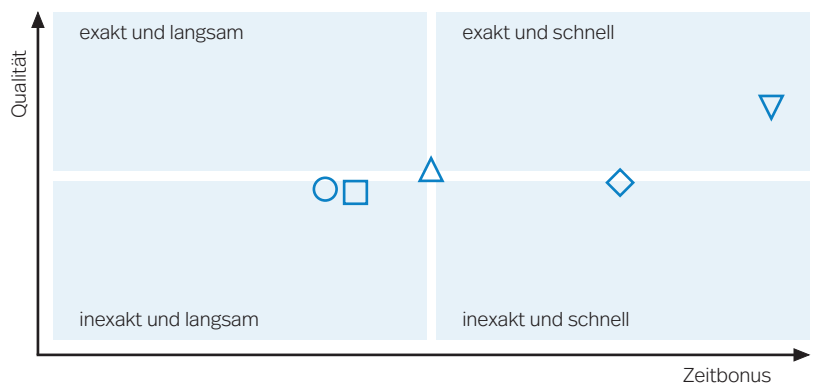 Qualität
exakt und langsam
exakt und schnell
inexakt und langsam
inexakt und schnell
Zeitbonus